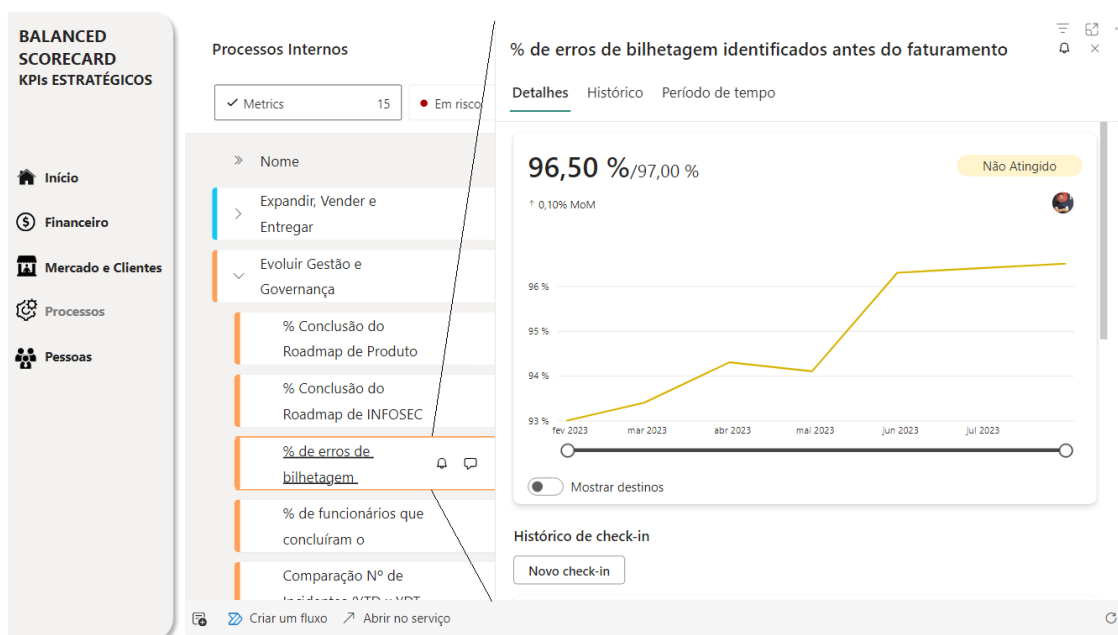 BALANCED
SCORECARD
KPIs ESTRATÉGICOS
Início
Financeiro
Mercado e Clientes
Processos
Pessoas
Processos Internos
Metrics 15
Em risco
Nome
Expandir, Vender e
Entregar
Evoluir Gestão e
Governança
% Conclusão do
Roadmap de Produto
% Conclusão do
Roadmap de INFOSEC
% de erros de
bilhetagem
% de funcionários que
concluíram o
Comparação Nº de
Criar um fluxo
Abrir no serviço
% de erros de bilhetagem identificados antes do faturamento
Detalhes Histórico Período de tempo
96,50 %/97,00 %
Não Atingido
↑ 0,10% MoM
96 %
95 %
94 %
93 %
fev 2023 mar 2023 abr 2023 mai 2023 jun 2023 jul 2023
Mostrar destinos
Histórico de check-in
Novo check-in